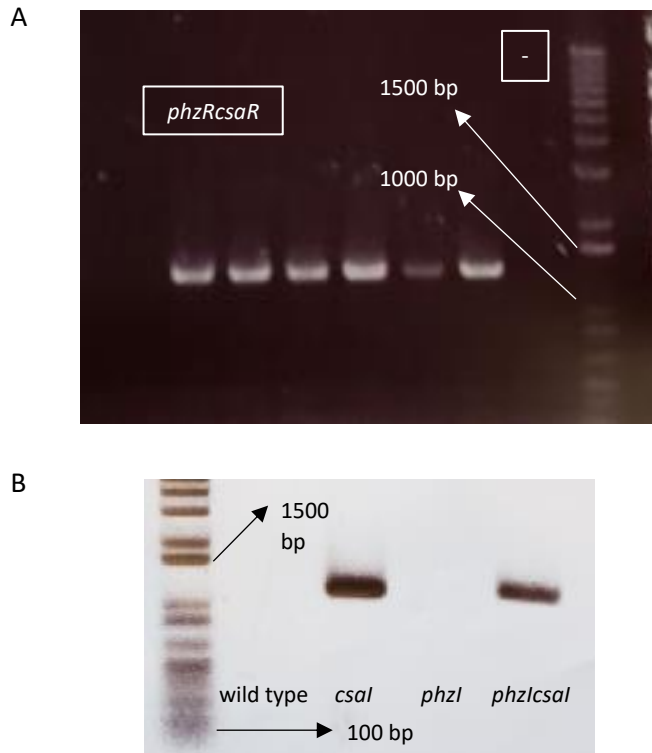 A
-
1500 bp
phzRcsaR
1000 bp
B
1500
bp
wild type csaI phzI phzIcsaI
100 bp